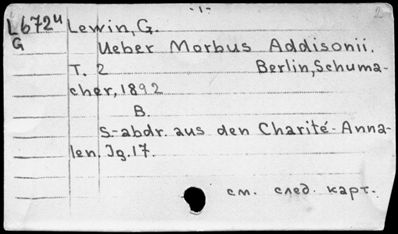 -1-
2
L672u Lewin, G.
G
Ueber Morbus Addisonii.
T. 2 Berlin, Schuma-
cher, 1892
B.
S.-abdr. aus den Charité-Anna-
len, Jg. 17.
см. след. карт.